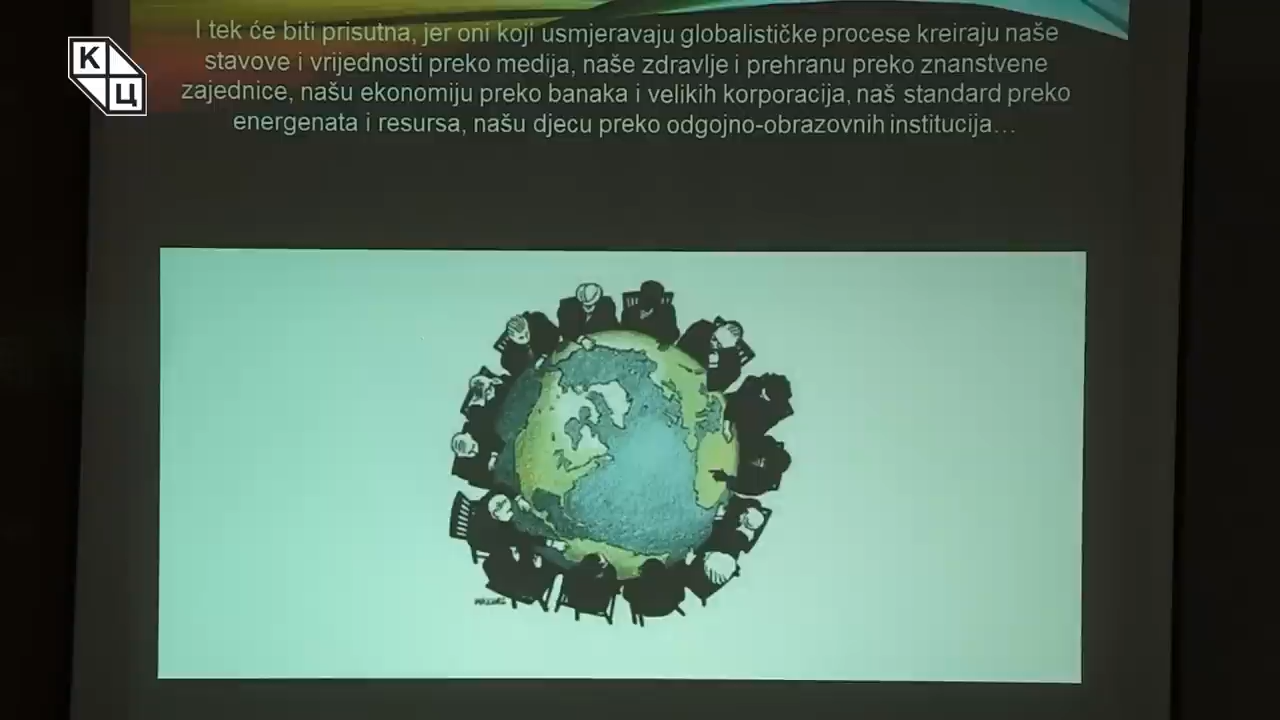 К
Ц
I tek će biti prisutna, jer oni koji usmjeravaju globalističke procese kreiraju naše
stavove i vrijednosti preko medija, naše zdravlje i prehranu preko znanstvene
zajednice, našu ekonomiju preko banaka i velikih korporacija, naš standard preko
energenata i resursa, našu djecu preko odgojno-obrazovnih institucija…